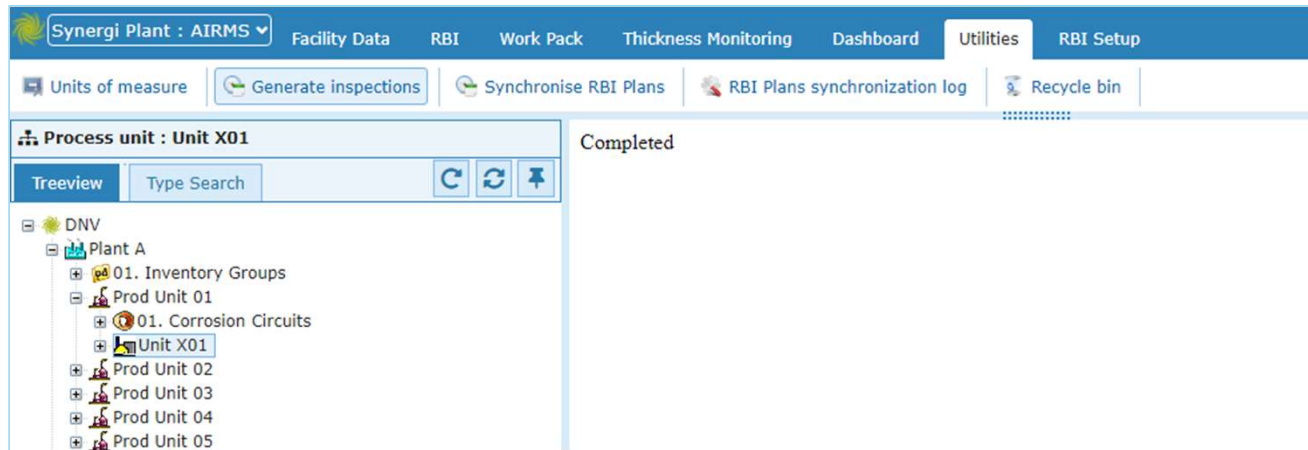 Synergi Plant : AIRMS Facility Data RBI Work Pack Thickness Monitoring Dashboard Utilities RBI Setup
Units of measure Generate inspections Synchronise RBI Plans RBI Plans synchronization log Recycle bin
Process unit : Unit X01
Treeview Type Search
DNV
Plant A
01. Inventory Groups
Prod Unit 01
01. Corrosion Circuits
Unit X01
Prod Unit 02
Prod Unit 03
Prod Unit 04
Prod Unit 05
Completed